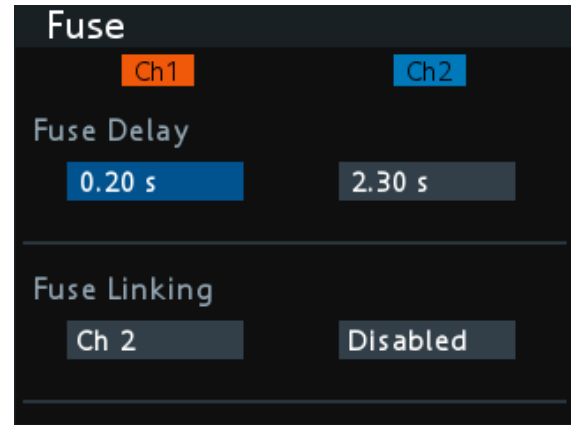 Fuse
Ch1 Ch2
Fuse Delay
0.20 s 2.30 s
Fuse Linking
Ch 2 Disabled